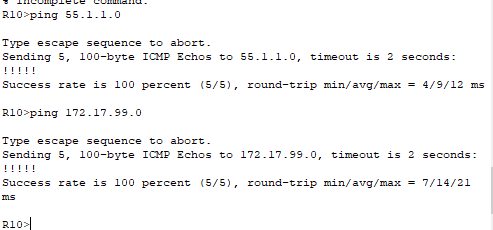 % Incomplete command.
R10>ping 55.1.1.0
Type escape sequence to abort.
Sending 5, 100-byte ICMP Echos to 55.1.1.0, timeout is 2 seconds:
!!!!!
Success rate is 100 percent (5/5), round-trip min/avg/max = 4/9/12 ms
R10>ping 172.17.99.0
Type escape sequence to abort.
Sending 5, 100-byte ICMP Echos to 172.17.99.0, timeout is 2 seconds:
!!!!!
Success rate is 100 percent (5/5), round-trip min/avg/max = 7/14/21
ms
R10>